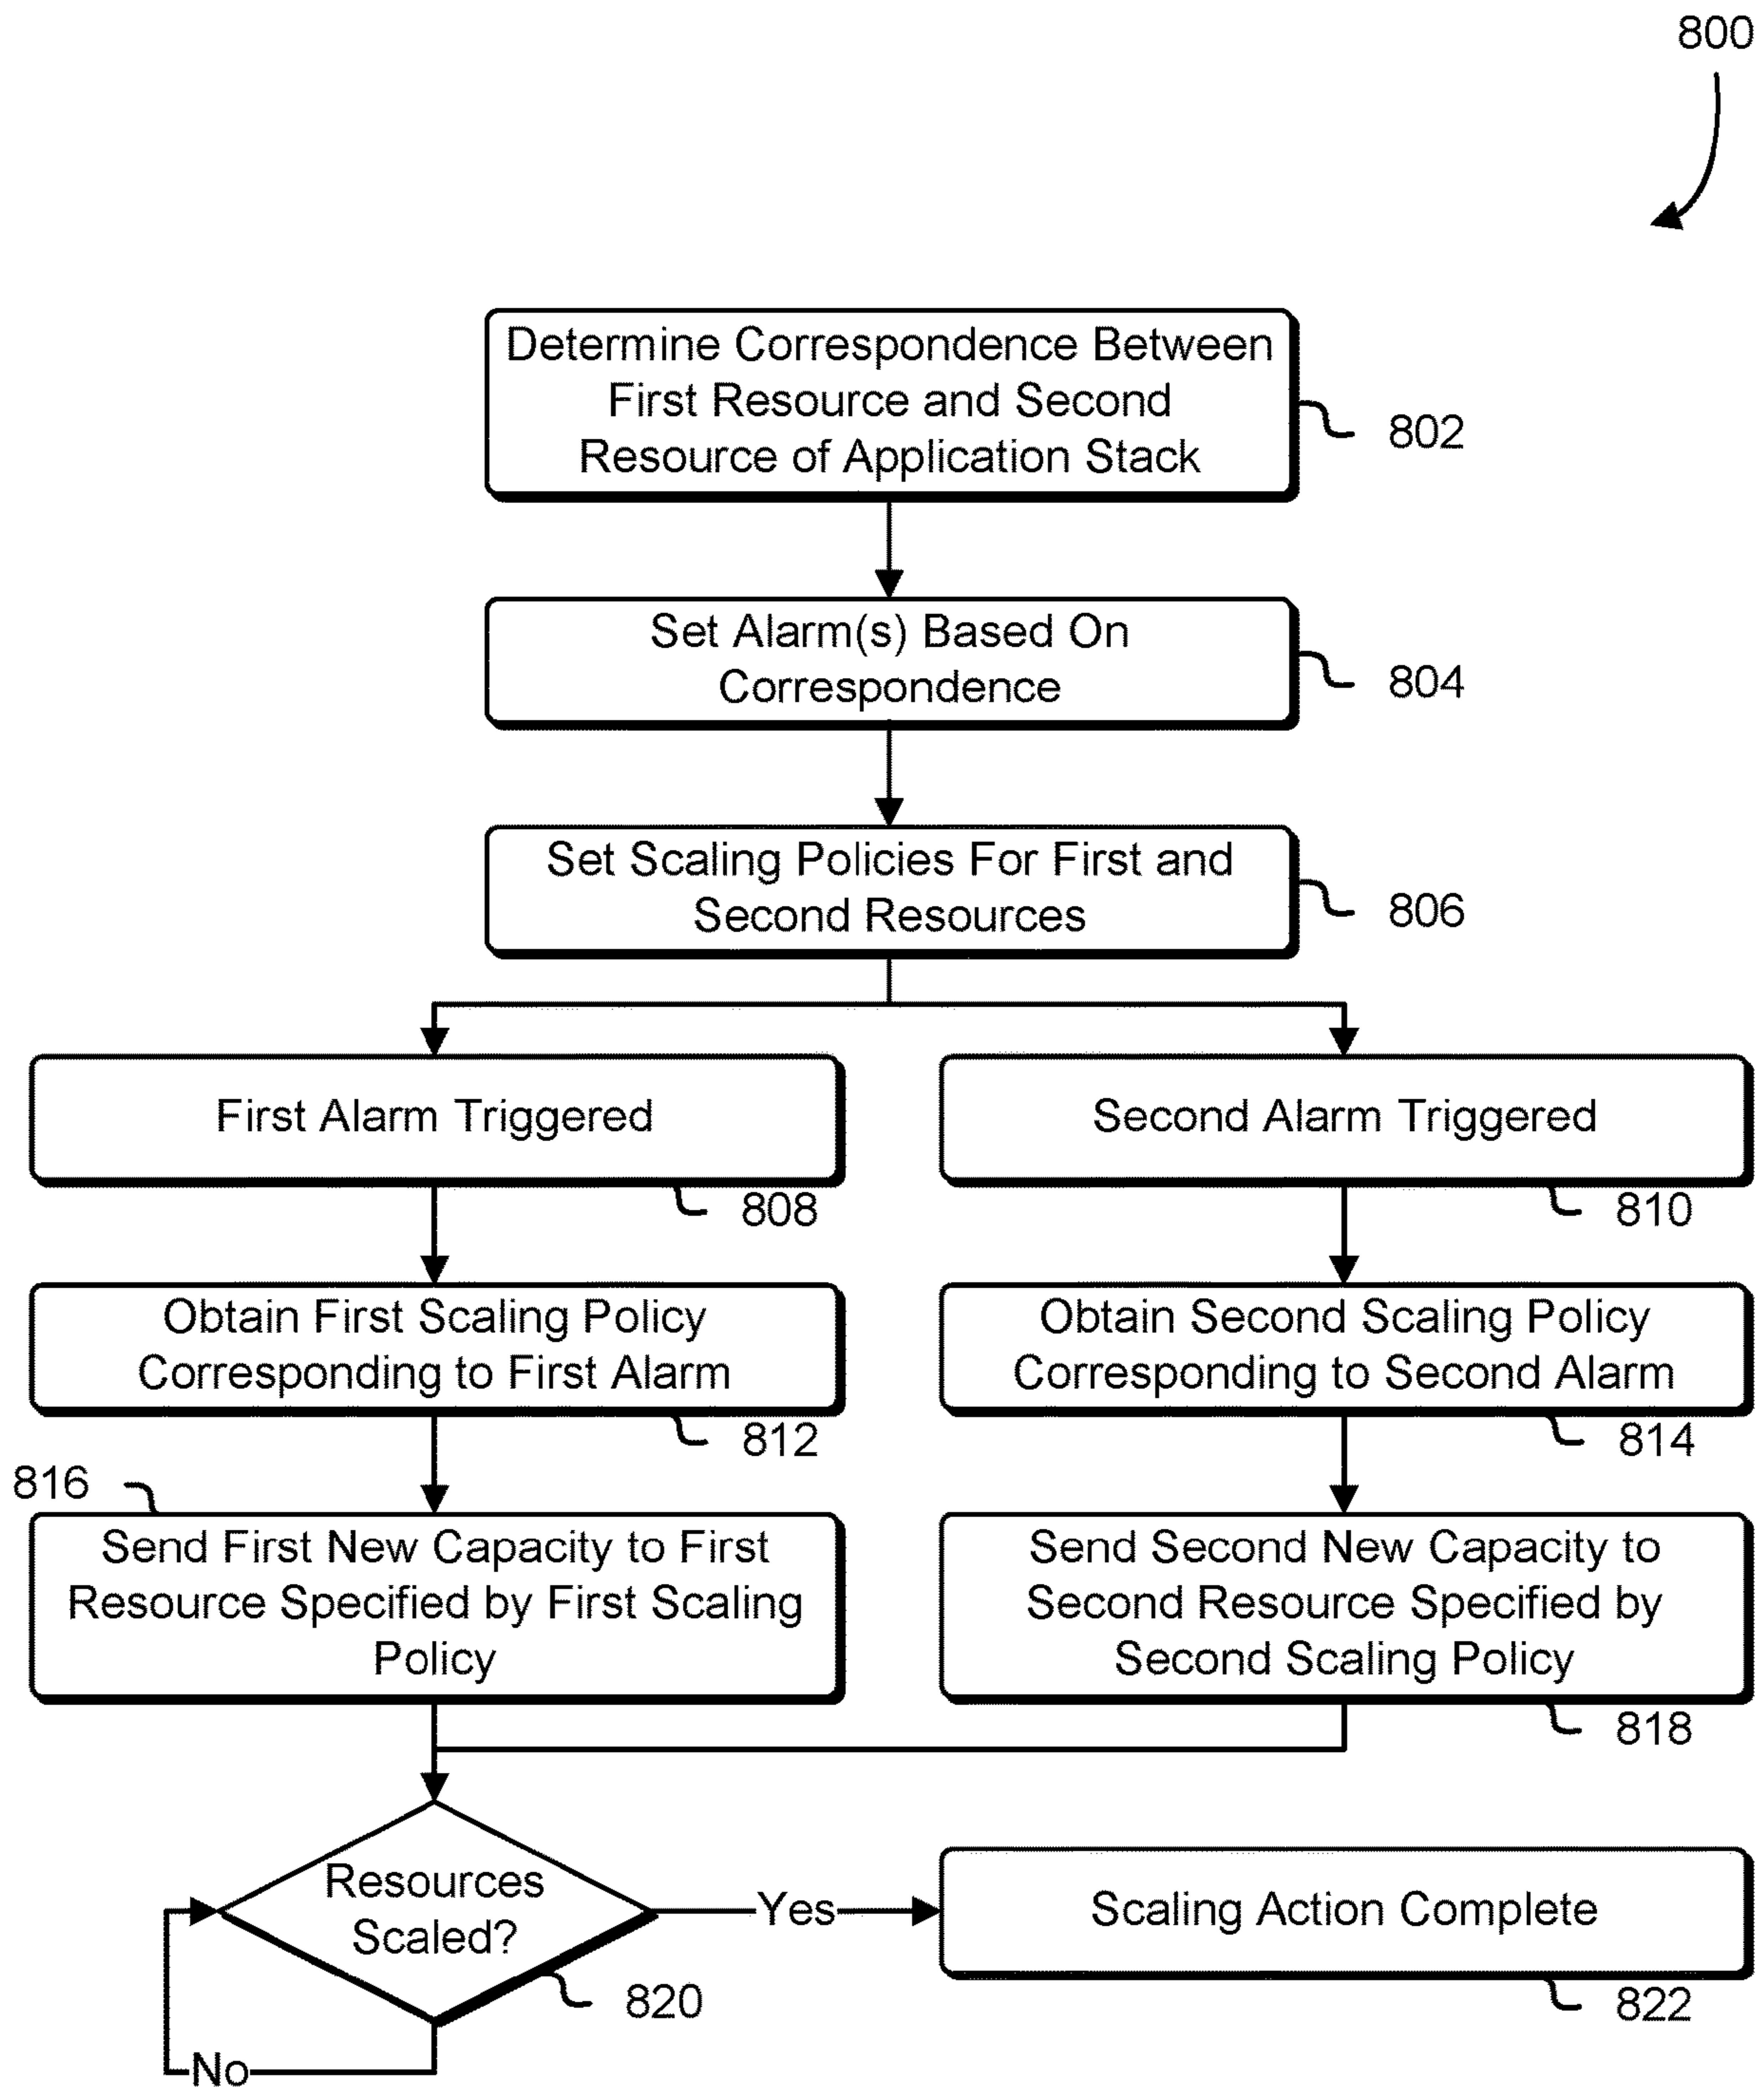 800
Determine Correspondence Between
First Resource and Second
Resource of Application Stack
802
Set Alarm(s) Based On
Correspondence
804
Set Scaling Policies For First and
Second Resources
806
First Alarm Triggered
808
Second Alarm Triggered
810
Obtain First Scaling Policy
Corresponding to First Alarm
812
Obtain Second Scaling Policy
Corresponding to Second Alarm
814
816
Send First New Capacity to First
Resource Specified by First Scaling
Policy
Send Second New Capacity to
Second Resource Specified by
Second Scaling Policy
818
Resources
Scaled?
820
Yes
No
Scaling Action Complete
822